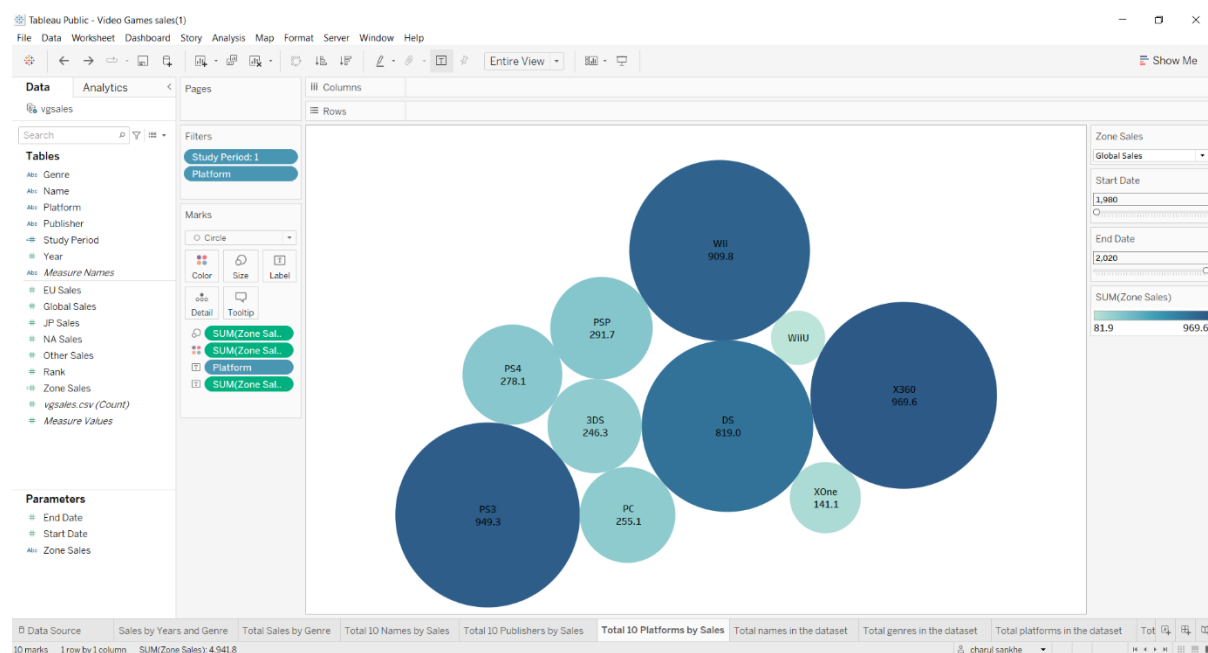 Tableau Public - Video Games sales(1)
File Data Worksheet Dashboard Story Analysis Map Format Server Window Help
Entire View
Show Me
Data Analytics
vgsales
Search
Tables
Abc Genre
Abc Name
Abc Platform
Abc Publisher
Study Period
Year
Abc Measure Names
EU Sales
Global Sales
JP Sales
NA Sales
Other Sales
Rank
Zone Sales
vgsales.csv (Count)
Measure Values
Parameters
End Date
Start Date
Abc Zone Sales
Pages
Filters
Study Period: 1
Platform
Marks
Circle
Color Size Label
Detail Tooltip
SUM(Zone Sal..
SUM(Zone Sal..
Platform
SUM(Zone Sal..
Columns
Rows
Wii
909.8
PSP
291.7
WiiU
PS4
278.1
X360
969.6
3DS
246.3
DS
819.0
XOne
141.1
PS3
949.3
PC
255.1
Zone Sales
Global Sales
Start Date
1,980
End Date
2,020
SUM(Zone Sales)
81.9 969.6
Data Source Sales by Years and Genre Total Sales by Genre Total 10 Names by Sales Total 10 Publishers by Sales Total 10 Platforms by Sales Total names in the dataset Total genres in the dataset Total platforms in the dataset Tot
10 marks 1 row by 1 column SUM(Zone Sales): 4,941.8 charul sankhe